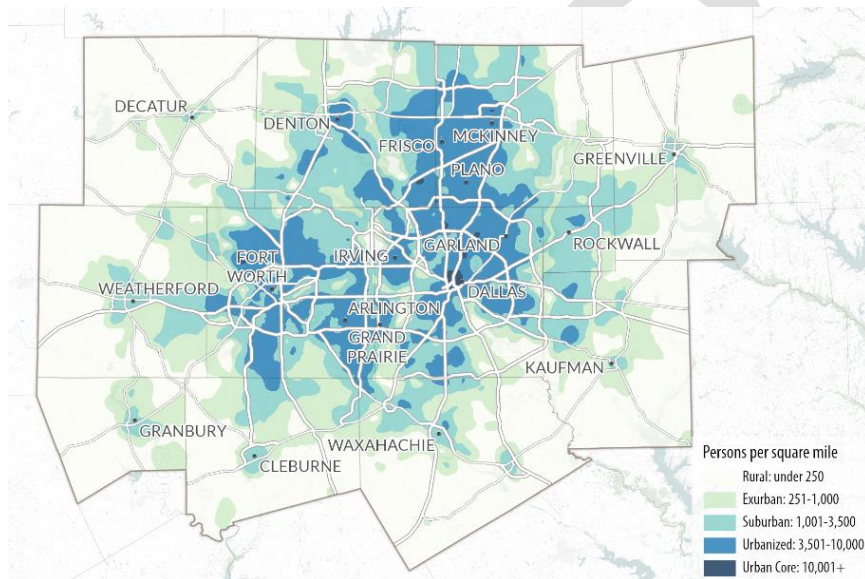 DECATUR
DENTON
MCKINNEY
FRISCO
GREENVILLE
PLANO
FORT
WORTH
IRVING
GARLAND
ROCKWALL
WEATHERFORD
DALLAS
ARLINGTON
GRAND
PRAIRIE
KAUFMAN
GRANBURY
WAXAHACHIE
CLEBURNE
Persons per square mile
Rural: under 250
Exurban: 251-1,000
Suburban: 1,001-3,500
Urbanized: 3,501-10,000
Urban Core: 10,001+